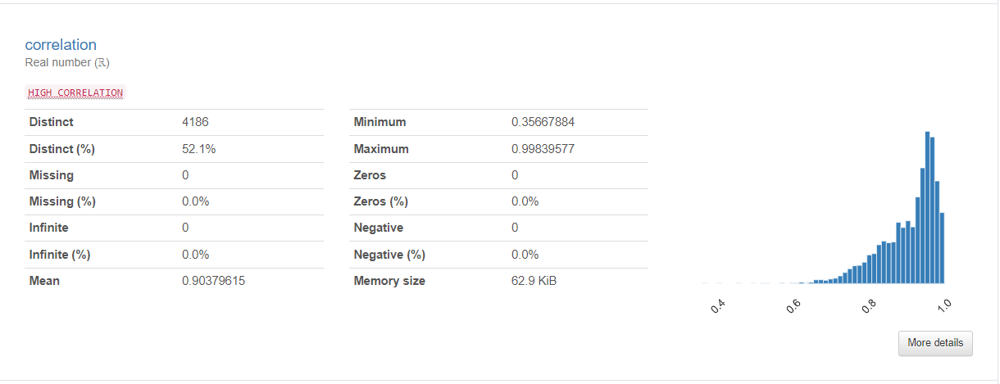 correlation
Real number (ℝ)
HIGH CORRELATION
Distinct 4186
Distinct (%) 52.1%
Missing 0
Missing (%) 0.0%
Infinite 0
Infinite (%) 0.0%
Mean 0.90379615
Minimum 0.35667884
Maximum 0.99839577
Zeros 0
Zeros (%) 0.0%
Negative 0
Negative (%) 0.0%
Memory size 62.9 KiB
0.4 0.6 0.8 1.0
More details